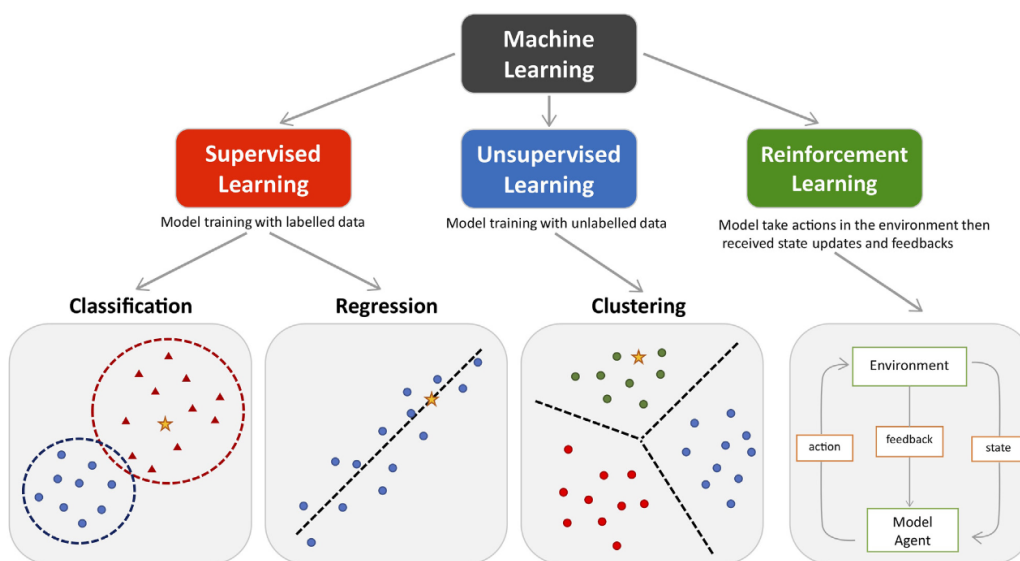 Machine
Learning
Supervised
Learning
Unsupervised
Learning
Reinforcement
Learning
Model training with labelled data
Model training with unlabelled data
Model take actions in the environment then
received state updates and feedbacks
Classification
Regression
Clustering
Environment
action
feedback
state
Model
Agent